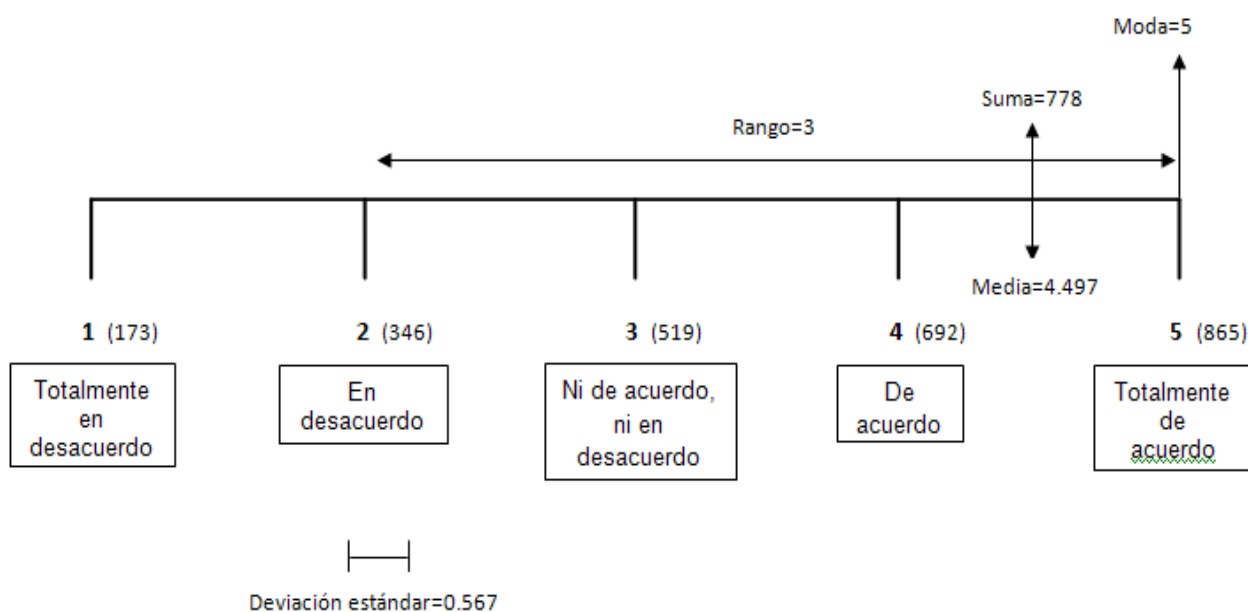 Moda=5
Suma=778
Rango=3
Media=4.497
1 (173)
2 (346)
3 (519)
4 (692)
5 (865)
Totalmente
en
desacuerdo
En
desacuerdo
Ni de acuerdo,
ni en
desacuerdo
De
acuerdo
Totalmente
de
acuerdo
Deviación estándar=0.567